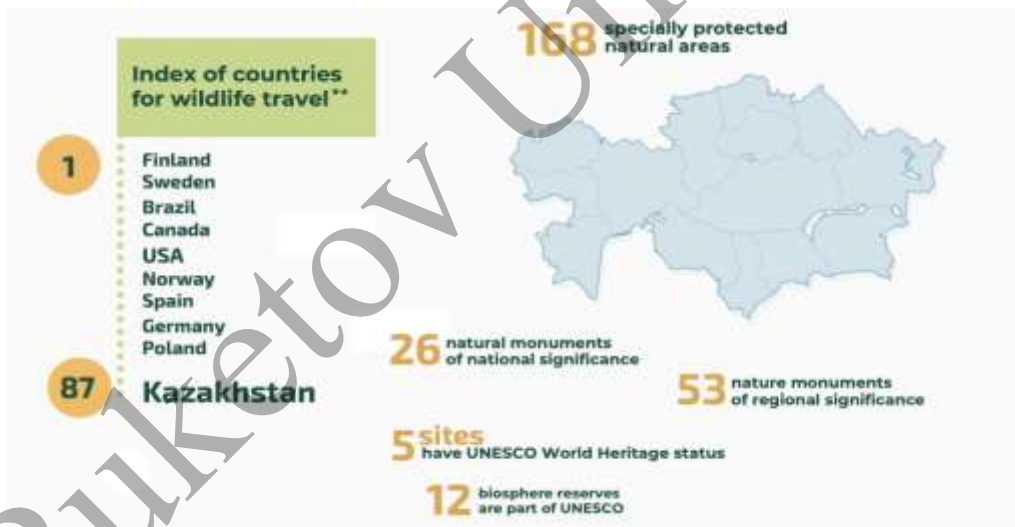 168 specially protected
natural areas
Index of countries
for wildlife travel**
1
Finland
Sweden
Brazil
Canada
USA
Norway
Spain
Germany
Poland
87 Kazakhstan
26 natural monuments
of national significance
53 nature monuments
of regional significance
5 sites
have UNESCO World Heritage status
12 biosphere reserves
are part of UNESCO
Buketov Un